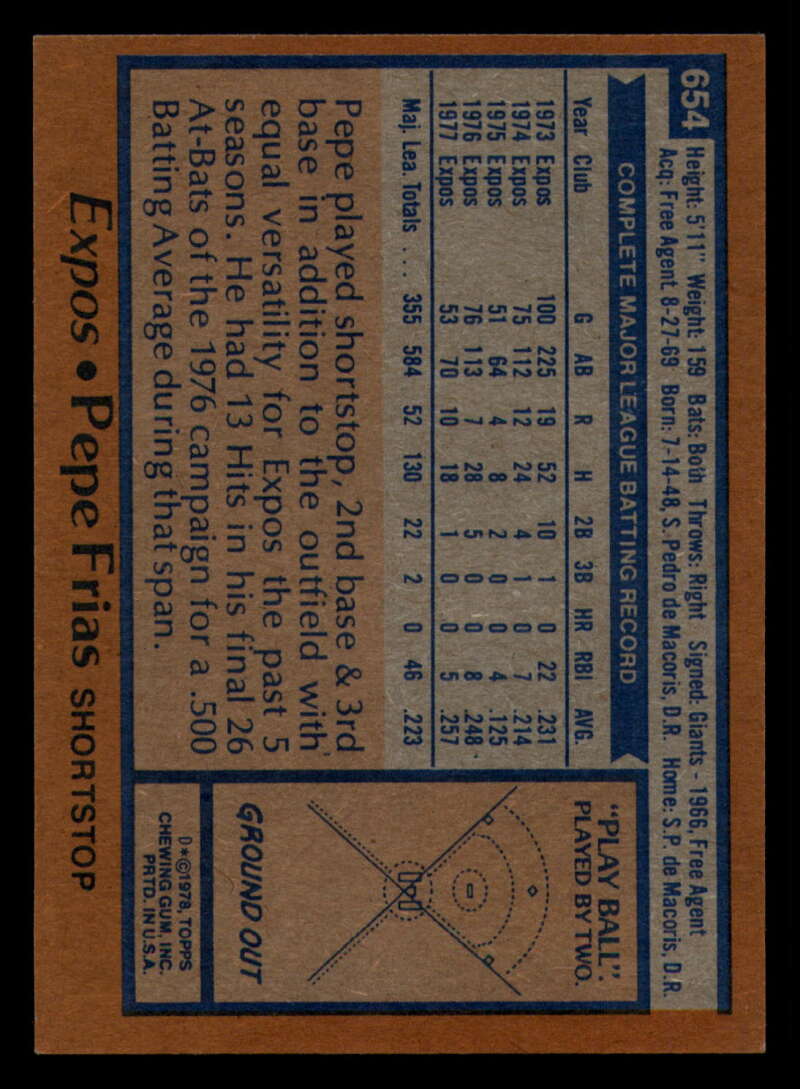 654
Height: 5'11" Weight: 159 Bats: Both Throws: Right Signed: Giants - 1966, Free Agent
Acq: Free Agent 8-27-69 Born: 7-14-48, S. Pedro de Macoris, D.R. Home: S.P. de Macoris, D.R.
COMPLETE MAJOR LEAGUE BATTING RECORD
Year Club G AB R H 2B 3B HR RBI AVG.
1973 Expos 100 225 19 52 10 1 0 22 .231
1974 Expos 75 112 12 24 4 1 0 7 .214
1975 Expos 51 64 4 8 2 0 0 4 .125
1976 Expos 76 113 7 28 5 0 0 8 .248
1977 Expos 53 70 10 18 1 0 0 5 .257
Maj. Lea. Totals ... 355 584 52 130 22 2 0 46 .223
Pepe played shortstop, 2nd base & 3rd
base in addition to the outfield with
equal versatility for Expos the past 5
seasons. He had 13 Hits in his final 26
At-Bats of the 1976 campaign for a .500
Batting Average during that span.
"PLAY BALL".
PLAYED BY TWO.
GROUND OUT
D*©1978, TOPPS
CHEWING GUM, INC.
PRTD. IN U.S.A.
Expos • Pepe Frias SHORTSTOP